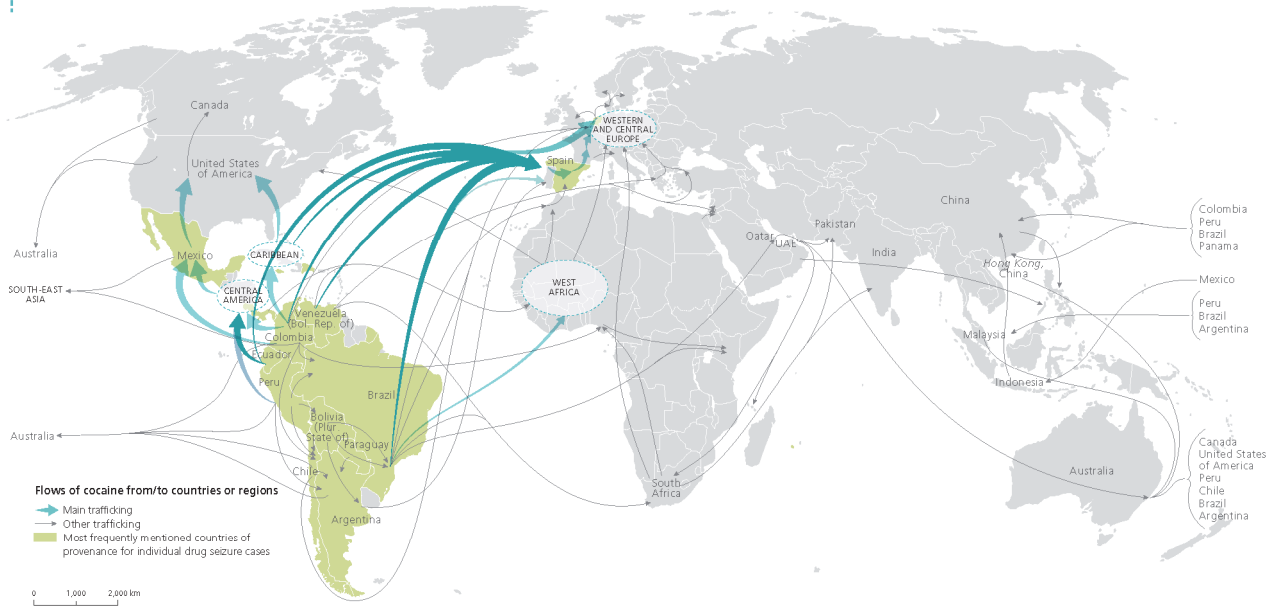 Canada
United States
of America
Mexico
CARIBBEAN
CENTRAL
AMERICA
Venezuela
(Bol. Rep. of)
Colombia
Ecuador
Peru
Brazil
Bolivia
(Plur.
State of)
Paraguay
Chile
Argentina
Australia
SOUTH-EAST
ASIA
Australia
WESTERN
AND CENTRAL
EUROPE
Spain
WEST
AFRICA
South
Africa
Qatar
UAE
Pakistan
India
China
Hong Kong,
China
Malaysia
Indonesia
Australia
Colombia
Peru
Brazil
Panama
Mexico
Peru
Brazil
Argentina
Canada
United States
of America
Peru
Chile
Brazil
Argentina
Flows of cocaine from/to countries or regions
Main trafficking
Other trafficking
Most frequently mentioned countries of
provenance for individual drug seizure cases
0 1,000 2,000 km